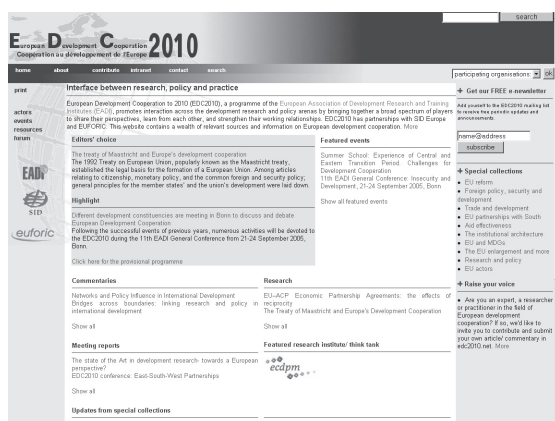 search
European Development Cooperation 2010
Coopération au développement de l'Europe
home about contribute intranet contact search
participating organisations: ok
print
actors
events
resources
forum
EADI
SID
euforic
Interface between research, policy and practice
European Development Cooperation to 2010 (EDC2010), a programme of the European Association of Development Research and Training
Institutes (EADI), promotes interaction across the development research and policy arenas by bringing together a broad spectrum of players
to share their perspectives, learn from each other, and strengthen their working relationships. EDC2010 has partnerships with SID Europe
and EUFORIC. This website contains a wealth of relevant sources and information on European development cooperation. More
Editors' choice
The treaty of Maastricht and Europe's development cooperation
The 1992 Treaty on European Union, popularly known as the Maastricht treaty,
established the legal basis for the formation of a European Union. Among articles
relating to citizenship, monetary policy, and the common foreign and security policy;
general principles for the member states' and the union's development were laid down.
Highlight
Different development constituencies are meeting in Bonn to discuss and debate
European Development Cooperation
Following the successful events of previous years, numerous activities will be devoted to
the EDC2010 during the 11th EADI General Conference from 21-24 September 2005,
Bonn.
Click here for the provisional programme
Featured events
Summer School: Experience of Central and
Eastern Transition Period. Challenges for
Development Cooperation
11th EADI General Conference: Insecurity and
Development, 21-24 September 2005, Bonn
Show all featured events
Commentaries
Networks and Policy Influence in International Development
Bridges across boundaries: linking research and policy in
international development
Show all
Research
EU-ACP Economic Partnership Agreements: the effects of
reciprocity
The Treaty of Maastricht and Europe's Development Cooperation
Show all
Meeting reports
The state of the Art in development research- towards a European
perspective?
EDC2010 conference: East-South-West Partnerships
Show all
Featured research institute/ think tank
ecdpm
Updates from special collections
+ Get our FREE e-newsletter
Add yourself to the EDC2010 mailing list
to receive free periodic updates and
announcements.
name@address
subscribe
+ Special collections
• EU reform
• Foreign policy, security and
development
• Trade and development
• EU partnerships with South
• Aid effectiveness
• The institutional architecture
• EU and MDGs
• The EU enlargement and more
• Research and policy
• EU actors
+ Raise your voice
• Are you an expert, a researcher
or practitioner in the field of
European development
cooperation? If so, we'd like to
invite you to contribute and submit
your own article/ commentary in
edc2010.net. More